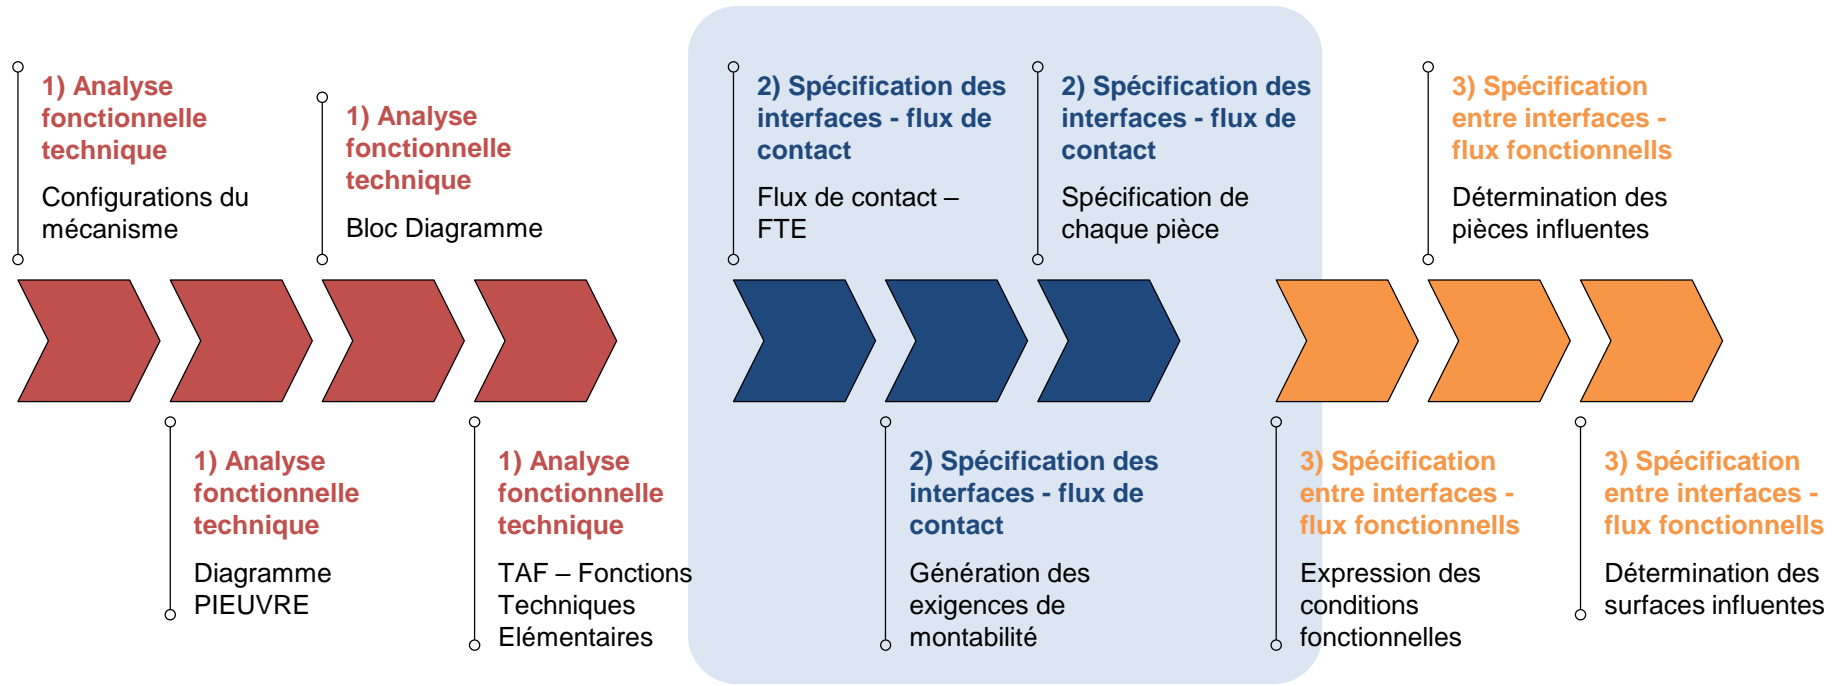 1) Analyse
fonctionnelle
technique
Configurations du
mécanisme
1) Analyse
fonctionnelle
technique
Bloc Diagramme
2) Spécification des
interfaces - flux de
contact
Flux de contact –
FTE
2) Spécification des
interfaces - flux de
contact
Spécification de
chaque pièce
3) Spécification
entre interfaces -
flux fonctionnells
Détermination des
pièces influentes
1) Analyse
fonctionnelle
technique
Diagramme
PIEUVRE
1) Analyse
fonctionnelle
technique
TAF – Fonctions
Techniques
Elémentaires
2) Spécification des
interfaces - flux de
contact
Génération des
exigences de
montabilité
3) Spécification
entre interfaces -
flux fonctionnells
Expression des
conditions
fonctionnelles
3) Spécification
entre interfaces -
flux fonctionnells
Détermination des
surfaces influentes